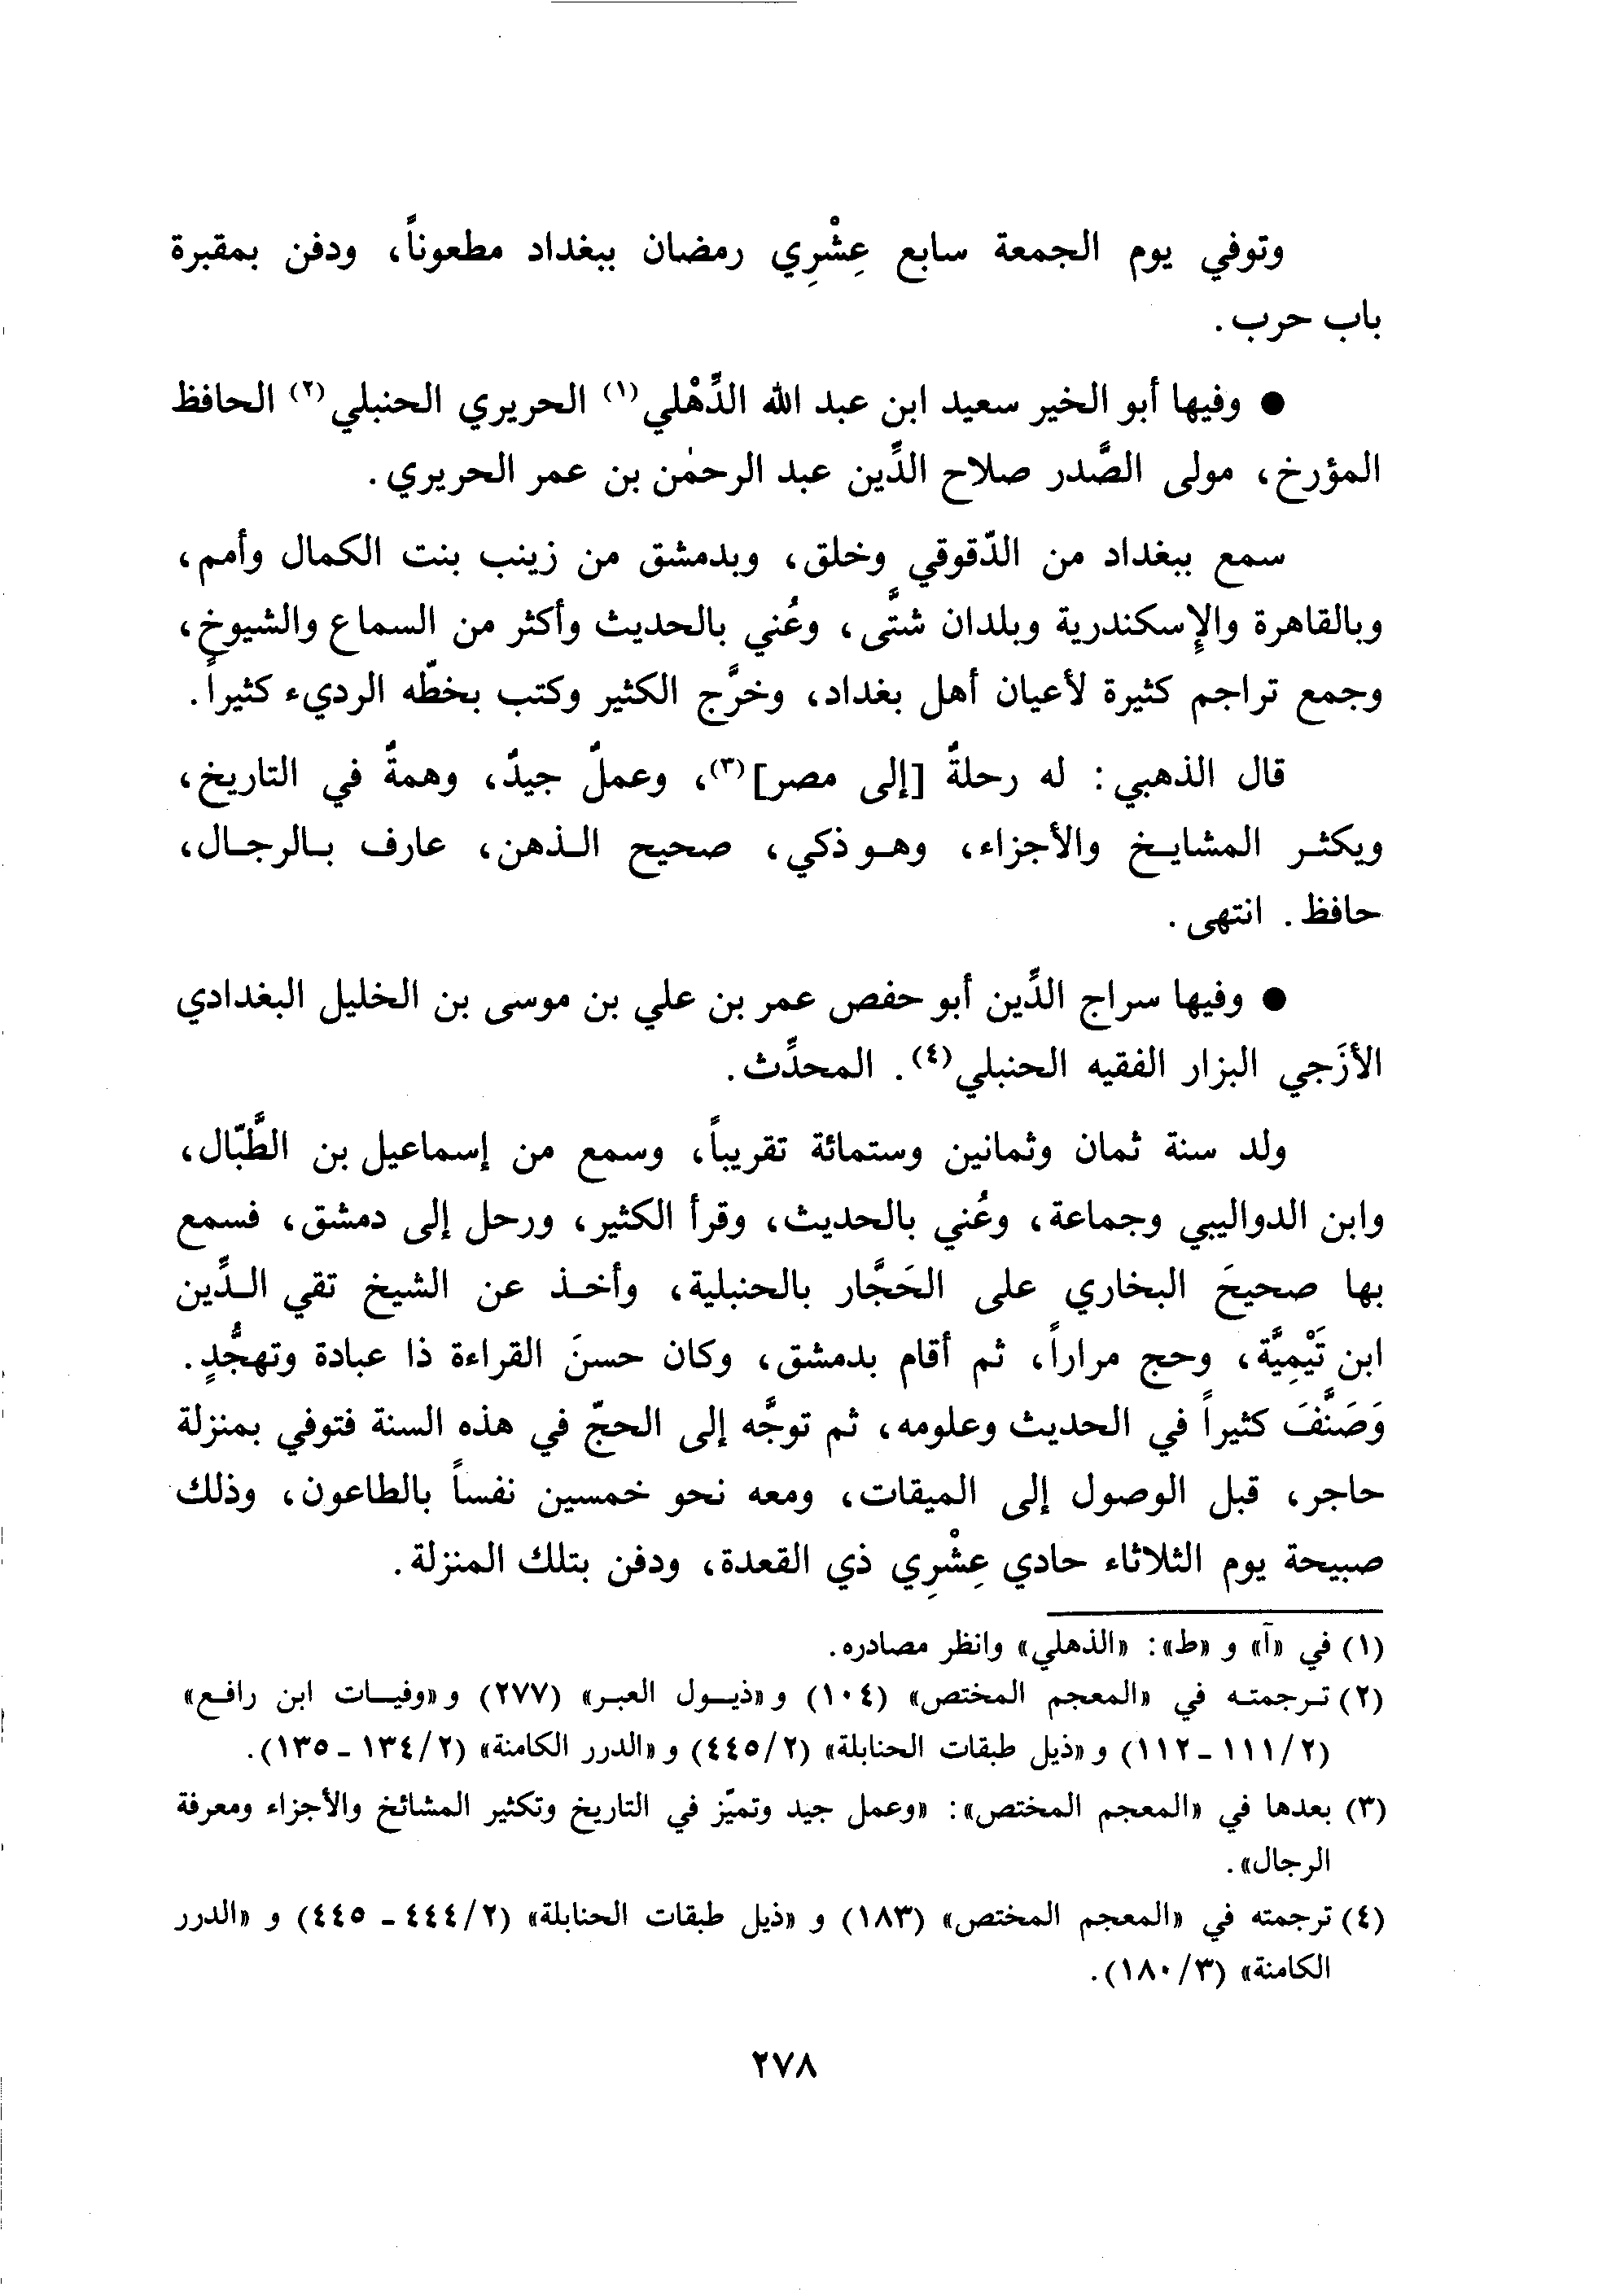 وتوفي يوم الجمعة سابع عِشْرِي رمضان ببغداد مطعوناً، ودفن بمقبرة
باب حرب.
● وفيها أبو الخير سعيد ابن عبد الله الدِّهْلي(١) الحريري الحنبلي(٢) الحافظ
المؤرخ، مولى الصَّدر صلاح الدِّين عبد الرحمٰن بن عمر الحريري.
سمع ببغداد من الدّقوقي وخلق، وبدمشق من زينب بنت الكمال وأمم،
وبالقاهرة والإِسكندرية وبلدان شتَّى، وعُني بالحديث وأكثر من السماع والشيوخ،
وجمع تراجم كثيرة لأعيان أهل بغداد، وخرَّج الكثير وكتب بخطّه الرديء كثيراً.
قال الذهبي: له رحلةٌ [إلى مصر](٣)، وعملٌ جيدٌ، وهمةٌ في التاريخ،
ويكثر المشايخ والأجزاء، وهو ذكي، صحيح الذهن، عارف بالرجال،
حافظ. انتهى.
● وفيها سراج الدِّين أبو حفص عمر بن علي بن موسى بن الخليل البغدادي
الأزَجي البزار الفقيه الحنبلي(٤). المحدِّث.
ولد سنة ثمان وثمانين وستمائة تقريباً، وسمع من إسماعيل بن الطَّبّال،
وابن الدواليبي وجماعة، وعُني بالحديث، وقرأ الكثير، ورحل إلى دمشق، فسمع
بها صحيحَ البخاري على الحَجَّار بالحنبلية، وأخذ عن الشيخ تقي الدِّين
ابن تَيْمِيَّة، وحج مراراً، ثم أقام بدمشق، وكان حسنَ القراءة ذا عبادة وتهجُّدٍ.
وَصَنَّفَ كثيراً في الحديث وعلومه، ثم توجَّه إلى الحجّ في هذه السنة فتوفي بمنزلة
حاجر، قبل الوصول إلى الميقات، ومعه نحو خمسين نفساً بالطاعون، وذلك
صبيحة يوم الثلاثاء حادي عِشْرِي ذي القعدة، ودفن بتلك المنزلة.
(١) في «آ» و «ط»: «الذهلي» وانظر مصادره.
(٢) ترجمته في «المعجم المختص» (١٠٤) و «ذيول العبر» (٢٧٧) و «وفيات ابن رافع»
(٢/١١١ - ١١٢) و «ذيل طبقات الحنابلة» (٢/٤٤٥) و «الدرر الكامنة» (٢/١٣٤ - ١٣٥).
(٣) بعدها في «المعجم المختص»: «وعمل جيد وتميّز في التاريخ وتكثير المشائخ والأجزاء ومعرفة
الرجال».
(٤) ترجمته في «المعجم المختص» (١٨٣) و «ذيل طبقات الحنابلة» (٢/٤٤٤ - ٤٤٥) و «الدرر
الكامنة» (٣/١٨٠).
٢٧٨